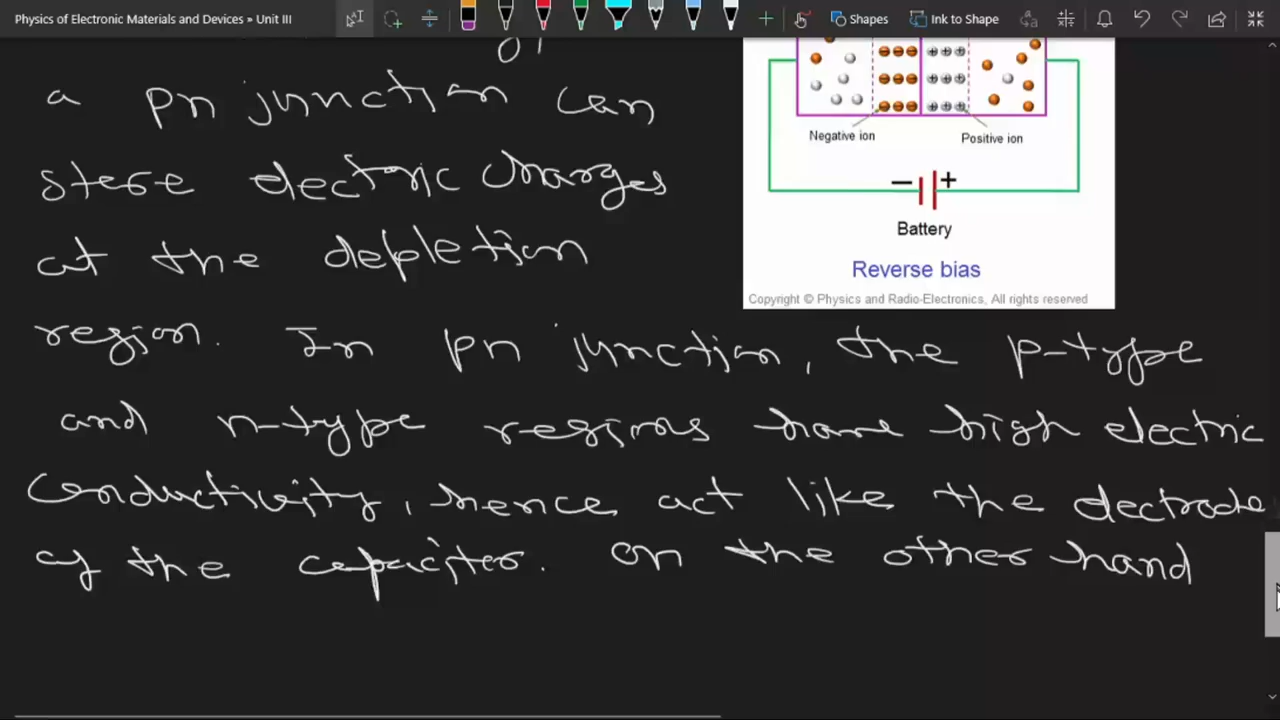 Physics of Electronic Materials and Devices » Unit III
Shapes
Ink to Shape
a pn junction can
store electric charges
at the depletion
region. In pn junction, the p-type
and n-type regions have high electric
conductivity, hence act like the electrode
of the capacitor. On the other hand
Negative ion
Positive ion
− +
Battery
Reverse bias
Copyright © Physics and Radio-Electronics, All rights reserved